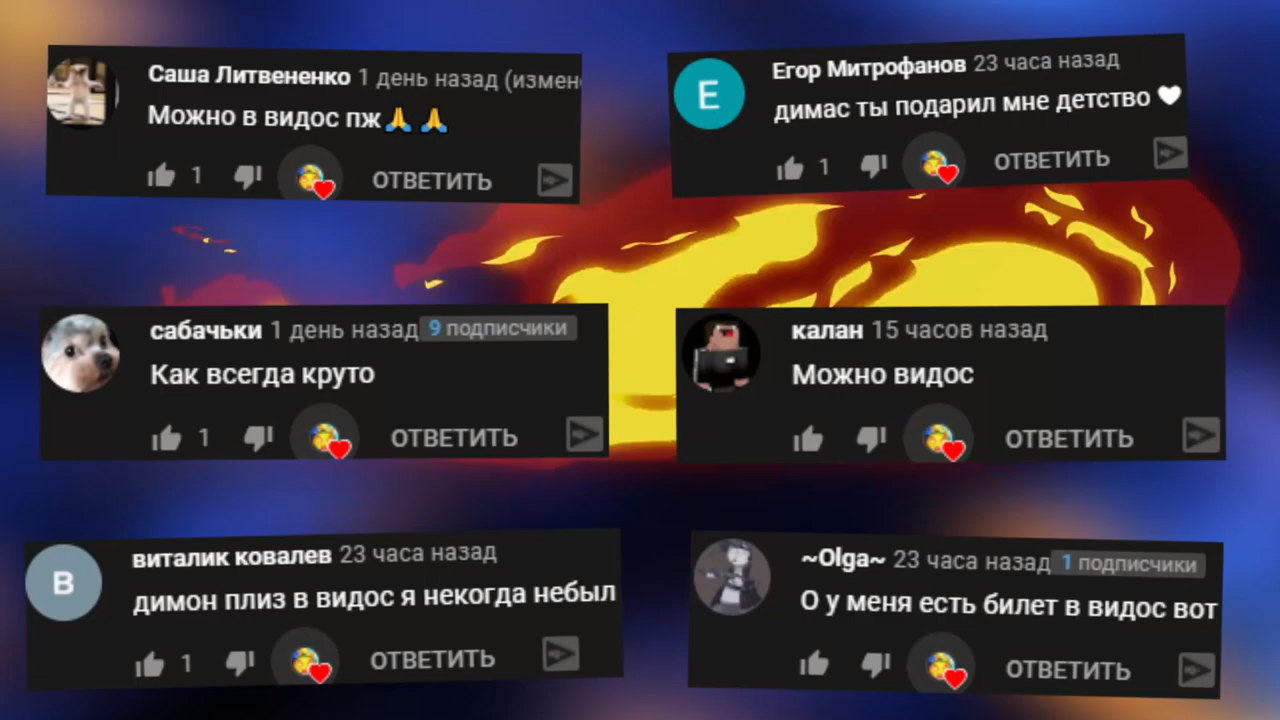 Саша Литвененко 1 день назад (измен
Можно в видос пж🙏 🙏
1 ОТВЕТИТЬ
Е
Егор Митрофанов 23 часа назад
димас ты подарил мне детство 🤍
1 ОТВЕТИТЬ
сабачьки 1 день назад 9 подписчики
Как всегда круто
1 ОТВЕТИТЬ
калан 15 часов назад
Можно видос
ОТВЕТИТЬ
В
виталик ковалев 23 часа назад
димон плиз в видос я некогда небыл
1 ОТВЕТИТЬ
~Olga~ 23 часа назад 1 подписчики
О у меня есть билет в видос вот
ОТВЕТИТЬ